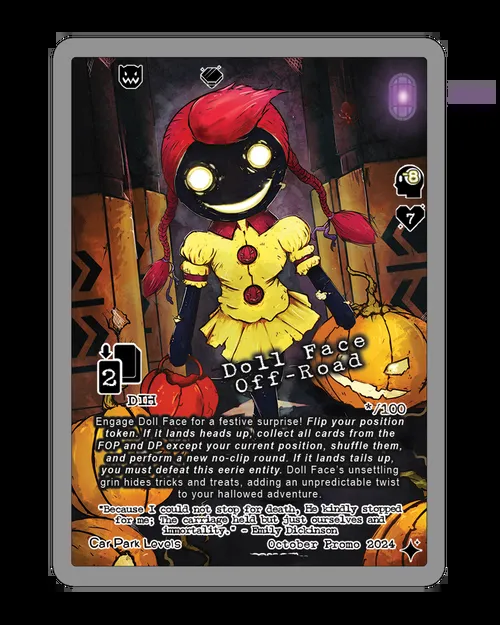 8
7
Doll Face
Off-Road
2
DIH
*/100
Engage Doll Face for a festive surprise! Flip your position
token. If it lands heads up, collect all cards from the
FOP and DP except your current position, shuffle them,
and perform a new no-clip round. If it lands tails up,
you must defeat this eerie entity. Doll Face's unsettling
grin hides tricks and treats, adding an unpredictable twist
to your hallowed adventure.
"Because I could not stop for death, He kindly stopped
for me; The carriage held but just ourselves and
immortality." - Emily Dickinson
Car Park Levels
October Promo 2024